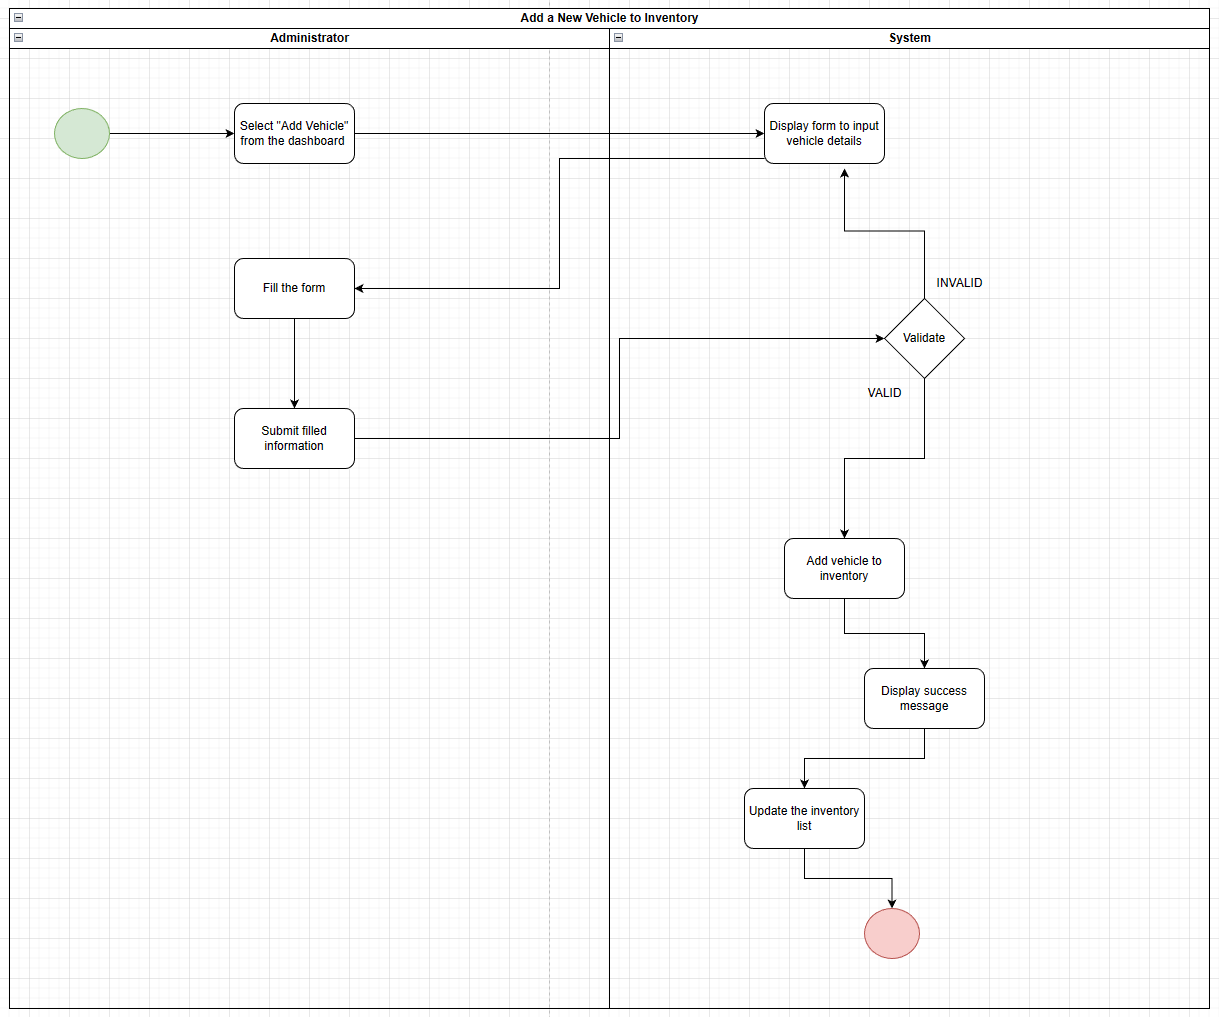 Add a New Vehicle to Inventory
Administrator
System
Select "Add Vehicle"
from the dashboard
Display form to input
vehicle details
Fill the form
INVALID
Validate
VALID
Submit filled
information
Add vehicle to
inventory
Display success
message
Update the inventory
list